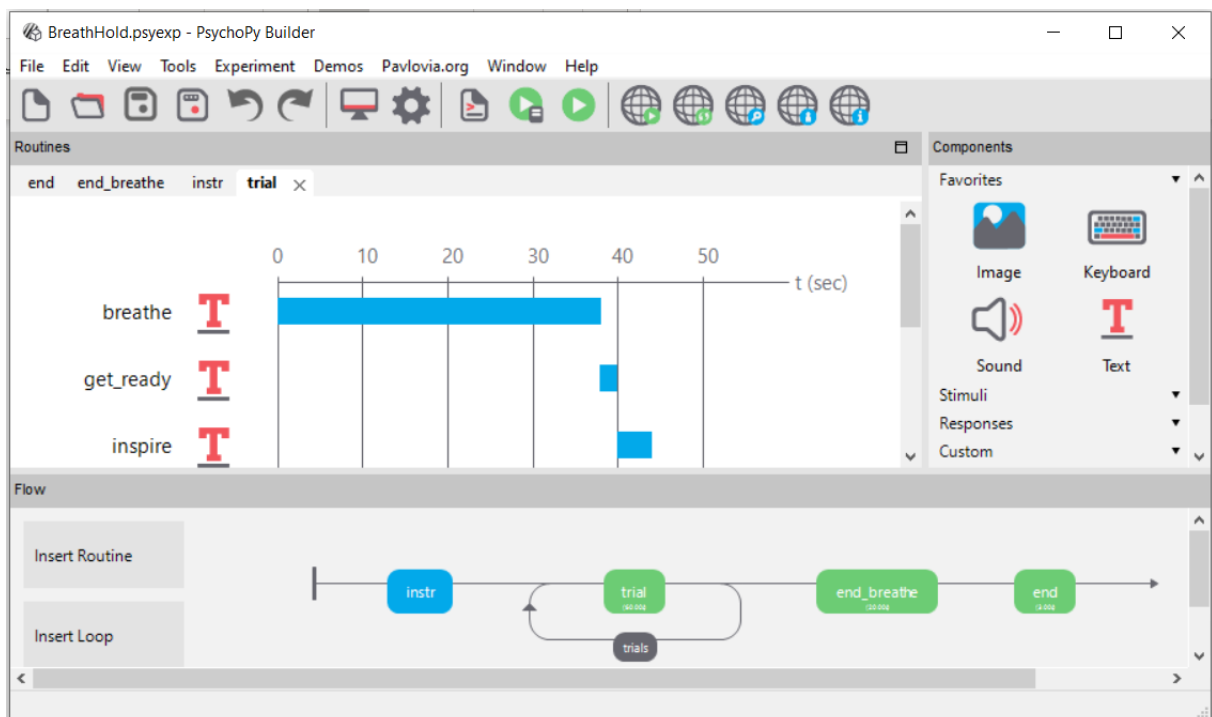 BreathHold.psyexp - PsychoPy Builder
File Edit View Tools Experiment Demos Pavlovia.org Window Help
Routines
end end_breathe instr trial
0 10 20 30 40 50
t (sec)
breathe
get_ready
inspire
Components
Favorites
Image Keyboard
Sound Text
Stimuli
Responses
Custom
Flow
Insert Routine
Insert Loop
instr trial end_breathe end
trials